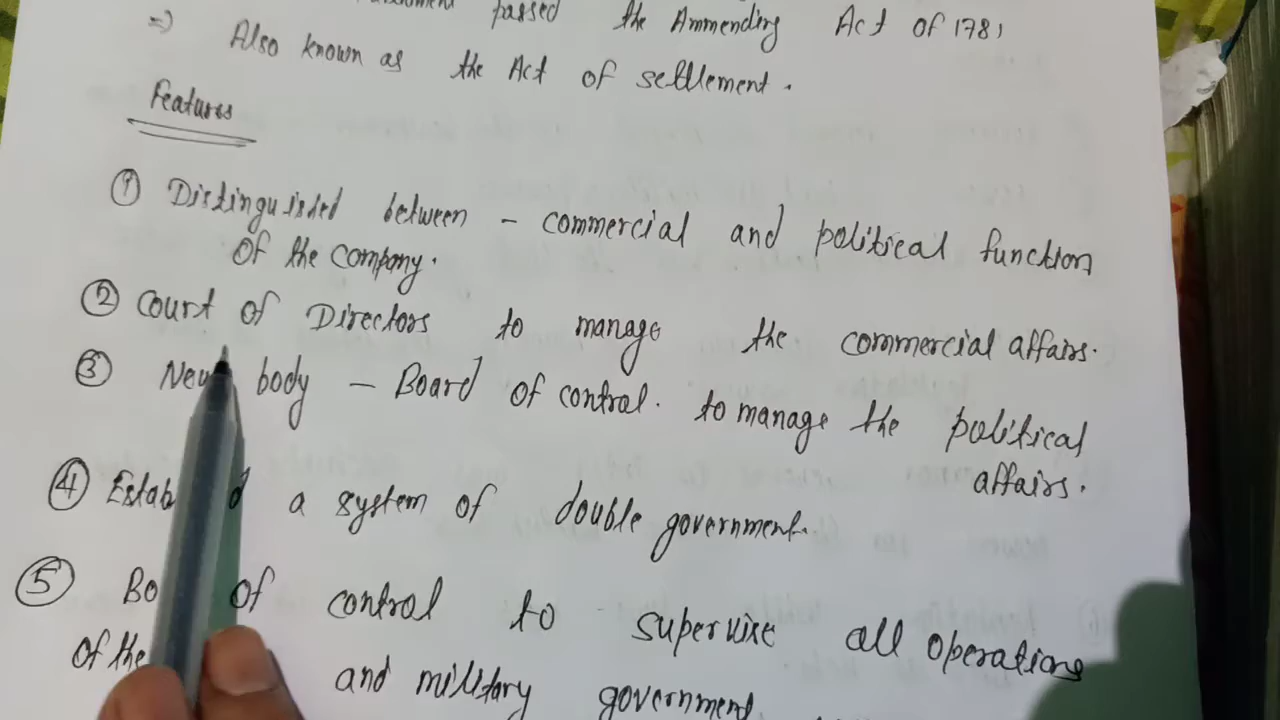 passed the Ammending Act of 1781
⇒ Also known as the Act of settlement.
Features
① Distinguished between – commercial and political function
of the company.
② Court of Directors to manage the commercial affairs.
③ New body – Board of control. to manage the political
affairs.
④ a system of double government.
⑤ of control to supervise all operations
of the and military government